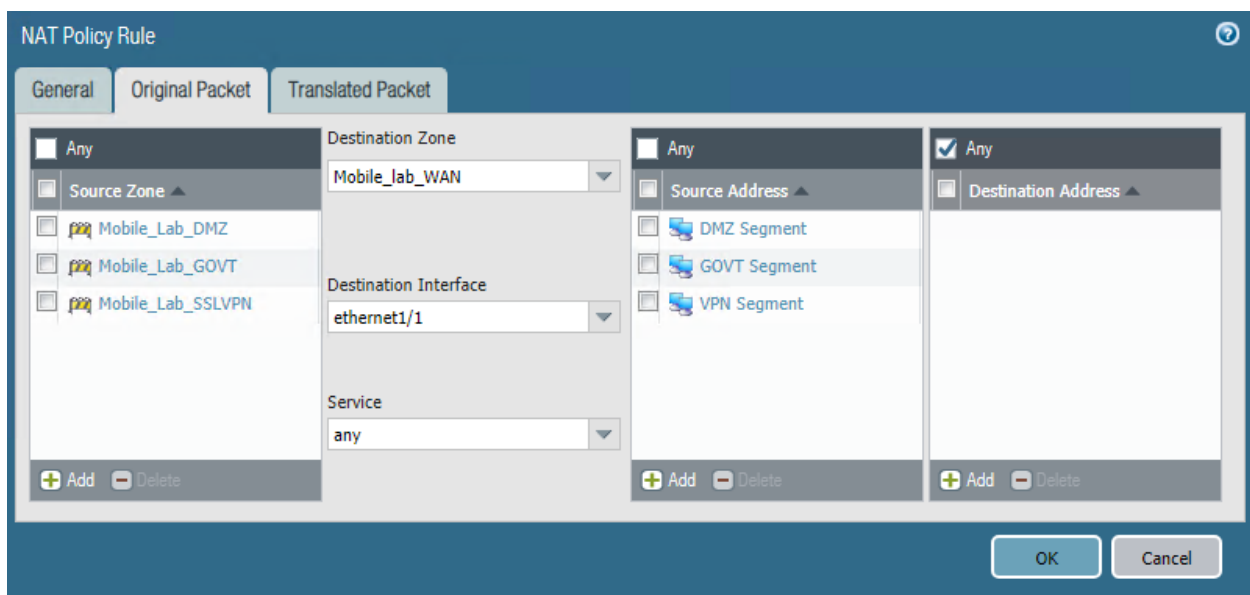 NAT Policy Rule
General
Original Packet
Translated Packet
Any
Source Zone
Mobile_Lab_DMZ
Mobile_Lab_GOVT
Mobile_Lab_SSLVPN
Add
Delete
Destination Zone
Mobile_lab_WAN
Destination Interface
ethernet1/1
Service
any
Any
Source Address
DMZ Segment
GOVT Segment
VPN Segment
Add
Delete
Any
Destination Address
Add
Delete
OK
Cancel